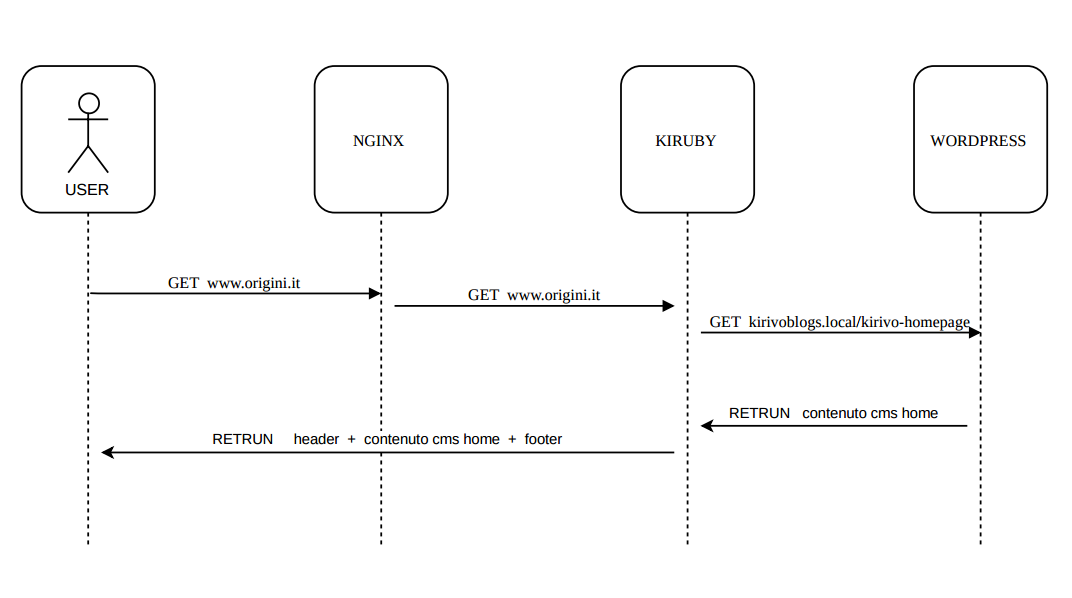 USER
NGINX
KIRUBY
WORDPRESS
GET www.origini.it
GET www.origini.it
GET kirivoblogs.local/kirivo-homepage
RETRUN contenuto cms home
RETRUN header + contenuto cms home + footer